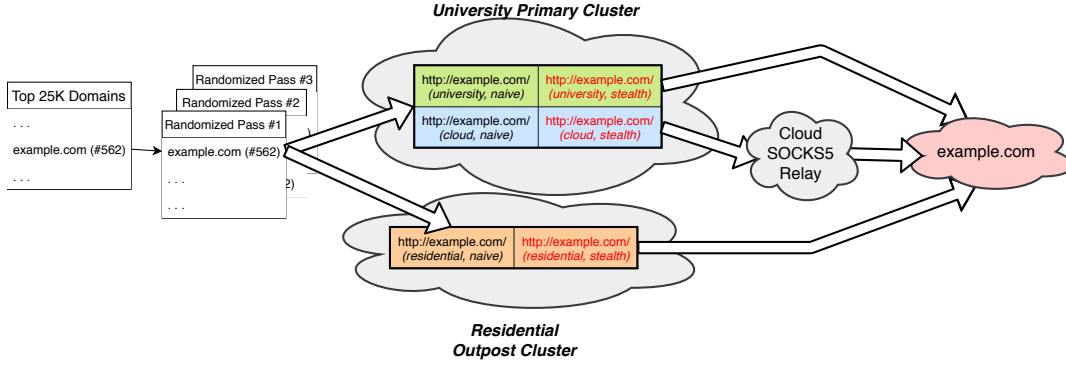 University Primary Cluster
Top 25K Domains
. . .
example.com (#562)
. . .
Randomized Pass #3
Randomized Pass #2
Randomized Pass #1
example.com (#562)
. . .
. . .
http://example.com/
(university, naive)
http://example.com/
(university, stealth)
http://example.com/
(cloud, naive)
http://example.com/
(cloud, stealth)
Cloud
SOCKS5
Relay
example.com
http://example.com/
(residential, naive)
http://example.com/
(residential, stealth)
Residential
Outpost Cluster